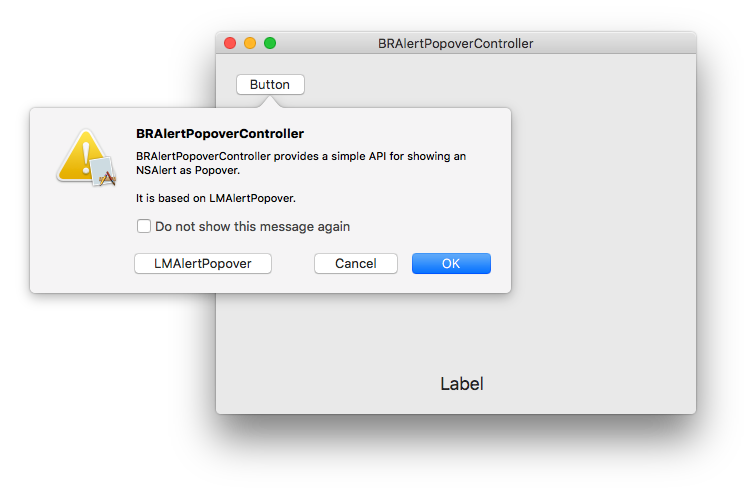 BRAlertPopoverController
Button
BRAlertPopoverController
BRAlertPopoverController provides a simple API for showing an
NSAlert as Popover.
It is based on LMAlertPopover.
Do not show this message again
LMAlertPopover
Cancel
OK
Label